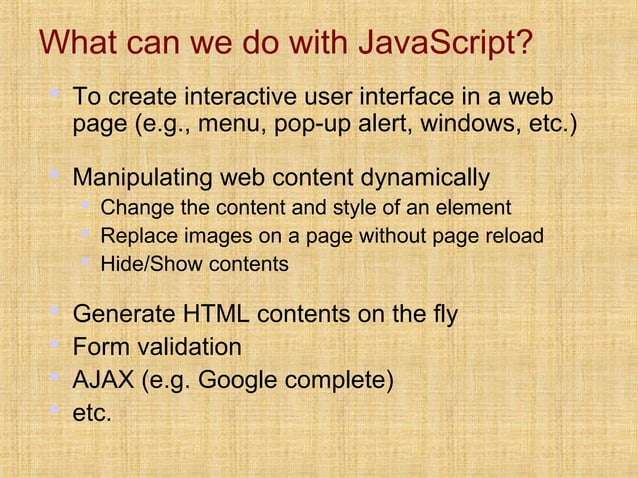 What can we do with JavaScript?
To create interactive user interface in a web
page (e.g., menu, pop-up alert, windows, etc.)
Manipulating web content dynamically
Change the content and style of an element
Replace images on a page without page reload
Hide/Show contents
Generate HTML contents on the fly
Form validation
AJAX (e.g. Google complete)
etc.